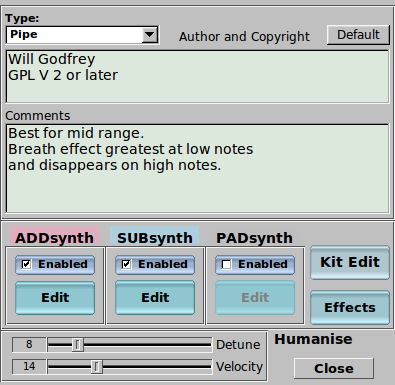 Type:
Pipe
Author and Copyright
Default
Will Godfrey
GPL V 2 or later
Comments
Best for mid range.
Breath effect greatest at low notes
and disappears on high notes.
ADDsynth
SUBsynth
PADsynth
Enabled
Enabled
Enabled
Kit Edit
Edit
Edit
Edit
Effects
8
Detune
Humanise
14
Velocity
Close